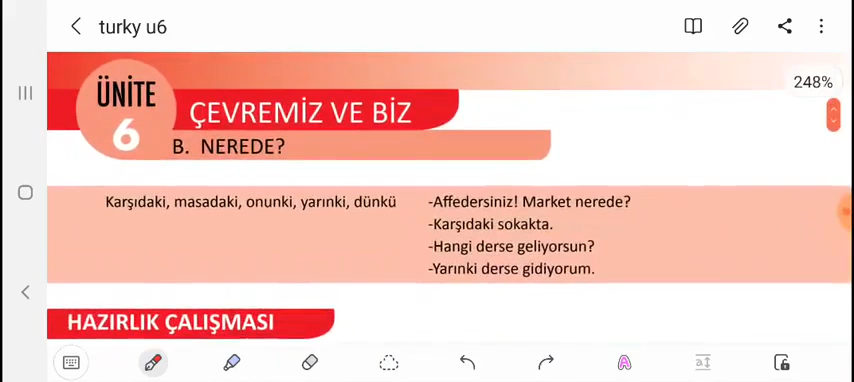 turky u6
248%
ÜNİTE
6
ÇEVREMİZ VE BİZ
B. NEREDE?
Karşıdaki, masadaki, onunki, yarınki, dünkü
-Affedersiniz! Market nerede?
-Karşıdaki sokakta.
-Hangi derse geliyorsun?
-Yarınki derse gidiyorum.
HAZIRLIK ÇALIŞMASI